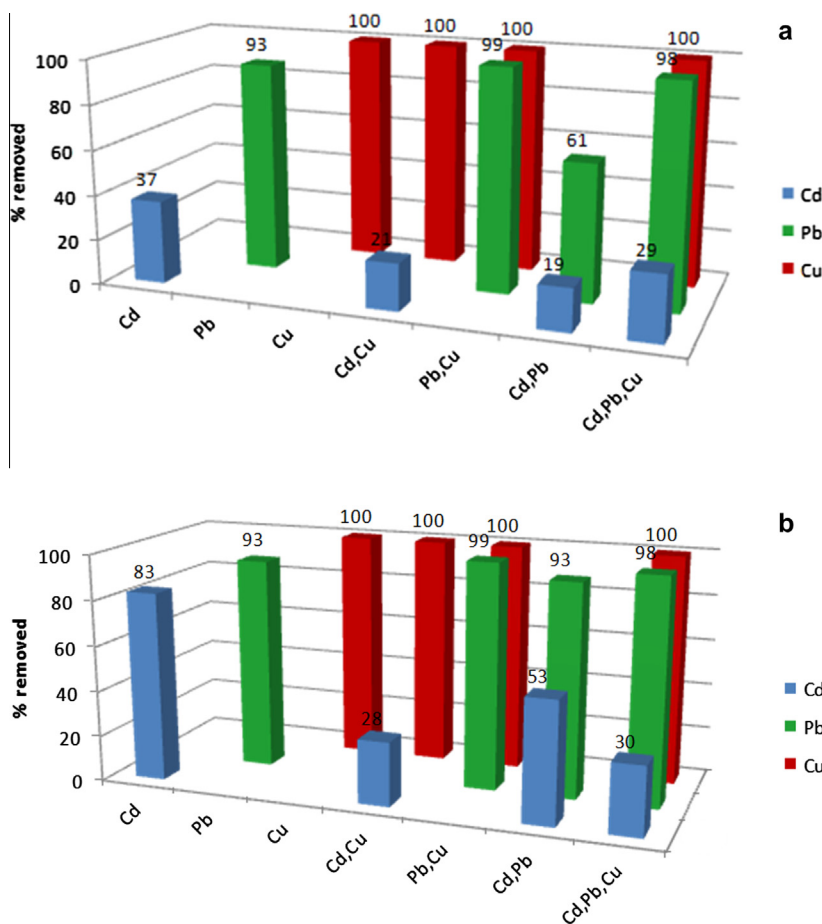 a
100 100 100 100
93 99 98
100
80
60
40
20
0
% removed
37 21 61 19 29
Cd
Pb
Cu
Cd,Cu
Pb,Cu
Cd,Pb
Cd,Pb,Cu
Cd
Pb
Cu
b
100 100 100 100
93 99 93 98
100
80
60
40
20
0
% removed
83 28 53 30
Cd
Pb
Cu
Cd,Cu
Pb,Cu
Cd,Pb
Cd,Pb,Cu
Cd
Pb
Cu